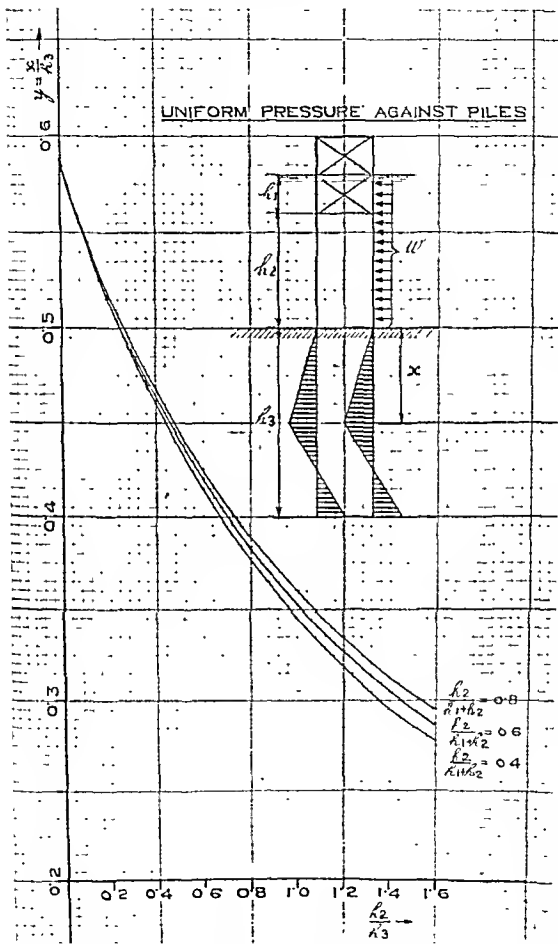 y = x/h3 →
UNIFORM PRESSURE AGAINST PILES
0·6
h1
w
h2
0·5
x
h3
0·4
0·3
h2/h1+h2 = 0·8
h2/h1+h2 = 0·6
h2/h1+h2 = 0·4
0·2
0·2 0·4 0·6 0·8 1·0 1·2 1·4 1·6
h2/h3 →